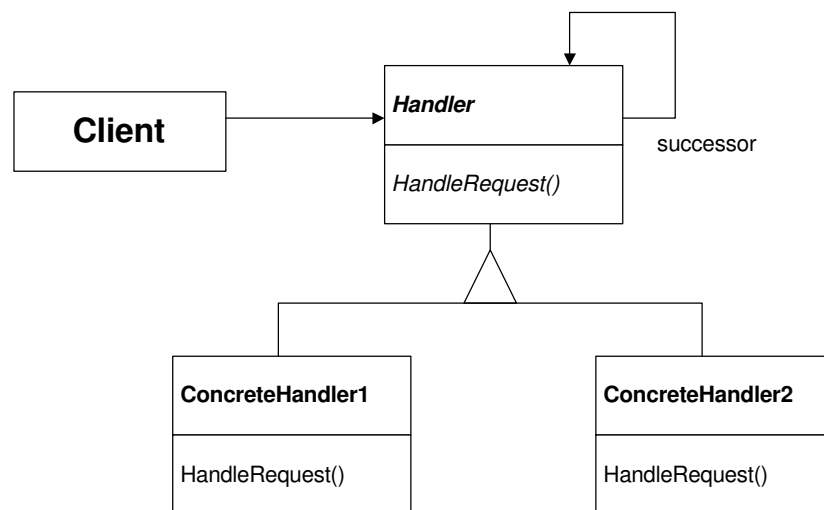 Handler
Client
successor
HandleRequest()
ConcreteHandler1
ConcreteHandler2
HandleRequest()
HandleRequest()